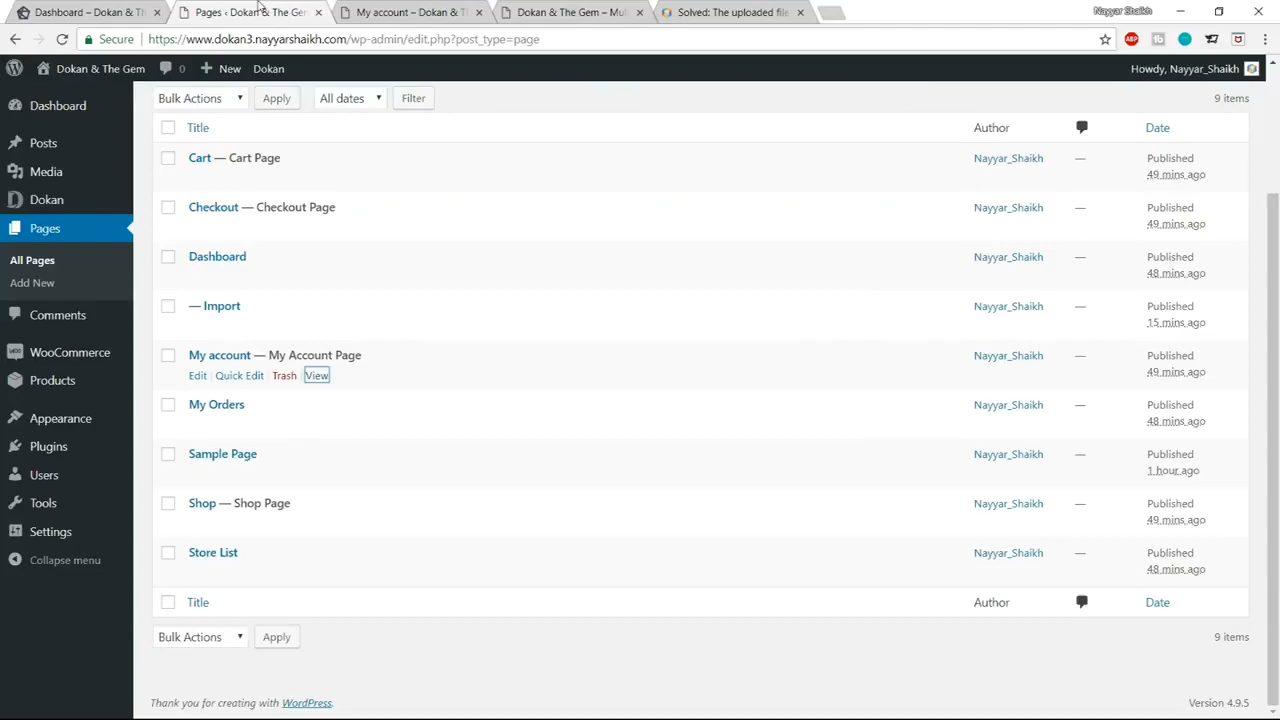 Dashboard – Dokan & Th
Pages ‹ Dokan & The Ger
My account – Dokan & T
Dokan & The Gem – Mul
Solved: The uploaded file
Nayyar Shaikh
Secure
https://www.dokan3.nayyarshaikh.com/wp-admin/edit.php?post_type=page
ABP
Dokan & The Gem
0
New
Dokan
Howdy, Nayyar_Shaikh
Dashboard
Posts
Media
Dokan
Pages
All Pages
Add New
Comments
WooCommerce
Products
Appearance
Plugins
Users
Tools
Settings
Collapse menu
Bulk Actions Apply All dates Filter 9 items
Title Author Date
Cart — Cart Page Nayyar_Shaikh — Published
49 mins ago
Checkout — Checkout Page Nayyar_Shaikh — Published
49 mins ago
Dashboard Nayyar_Shaikh — Published
48 mins ago
— Import Nayyar_Shaikh — Published
15 mins ago
My account — My Account Page Nayyar_Shaikh — Published
Edit | Quick Edit | Trash | View 49 mins ago
My Orders Nayyar_Shaikh — Published
48 mins ago
Sample Page Nayyar_Shaikh — Published
1 hour ago
Shop — Shop Page Nayyar_Shaikh — Published
49 mins ago
Store List Nayyar_Shaikh — Published
48 mins ago
Title Author Date
Bulk Actions Apply 9 items
Thank you for creating with WordPress. Version 4.9.5